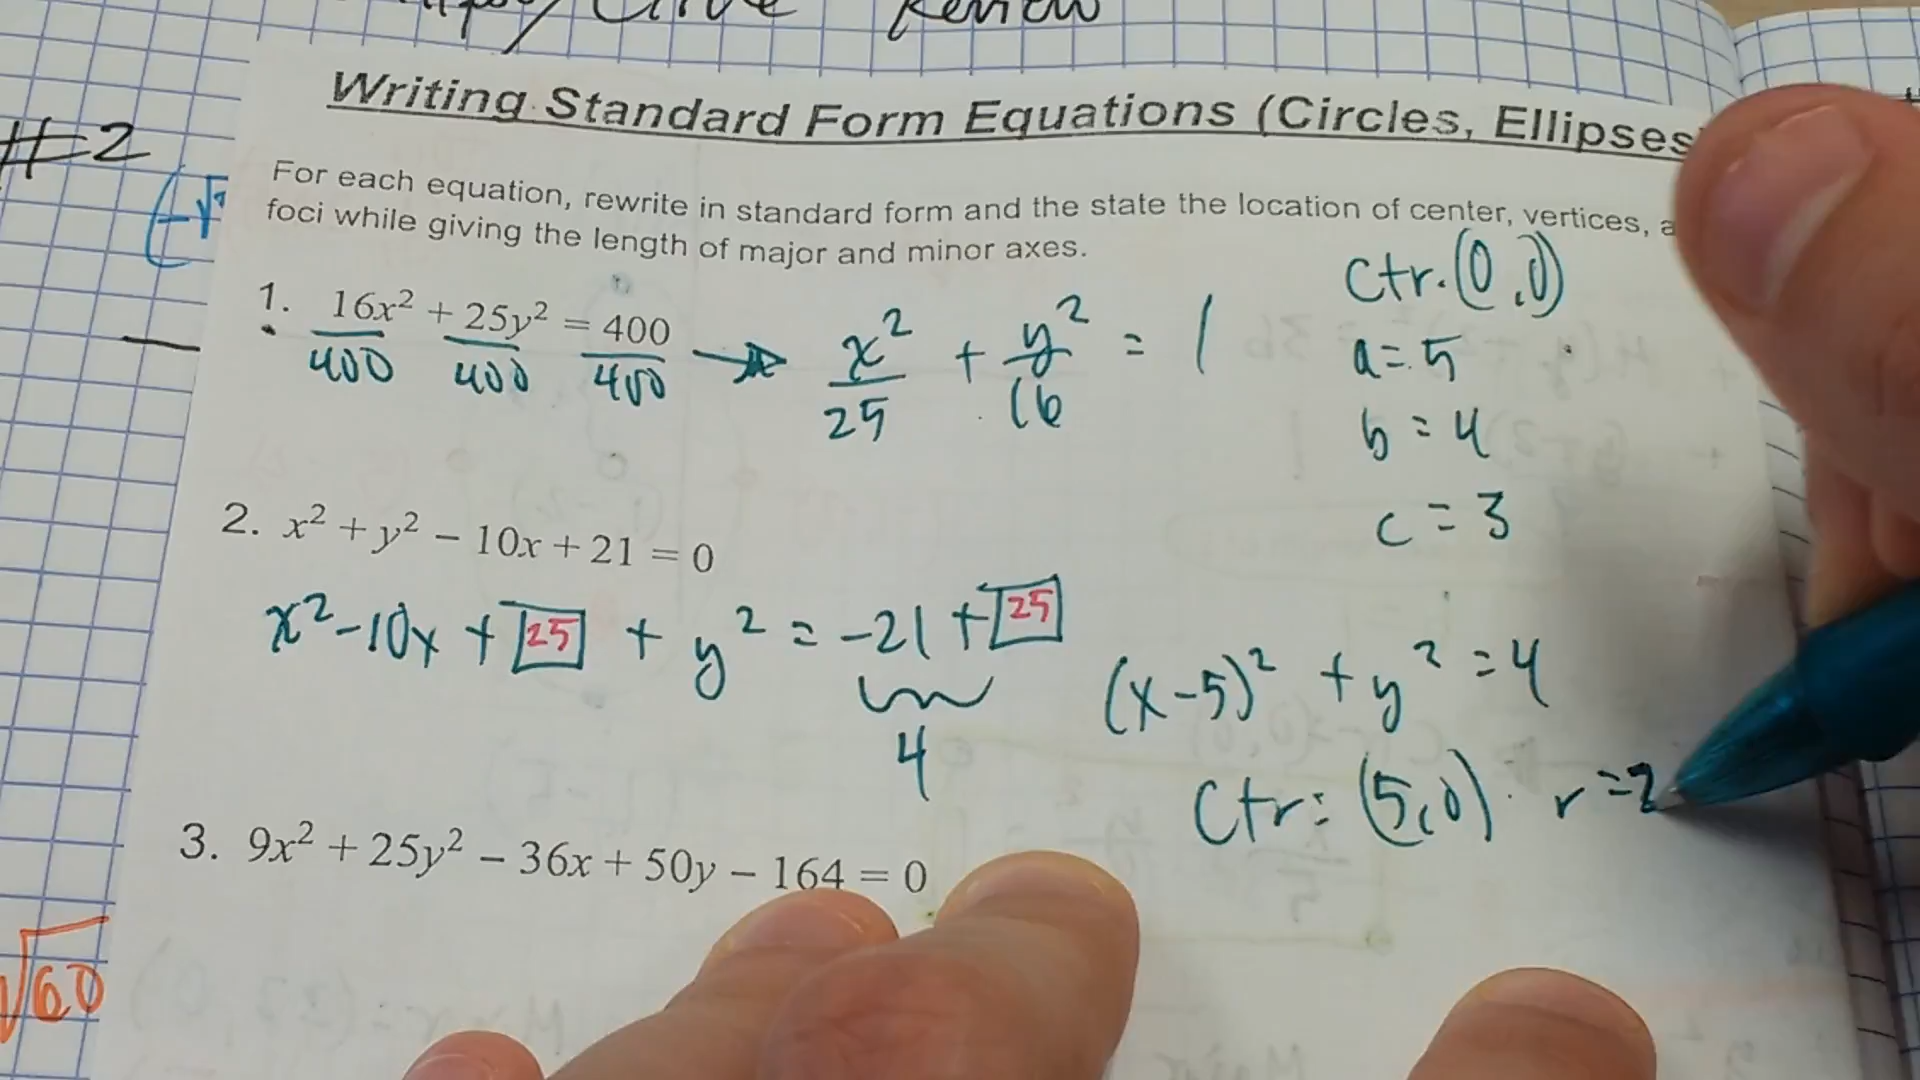 Review
Writing Standard Form Equations (Circles, Ellipses
#2
For each equation, rewrite in standard form and the state the location of center, vertices, a
foci while giving the length of major and minor axes.
Ctr. (0,0)
1. 16x² + 25y² = 400
400 400 400
x²/25 + y²/16 = 1
a = 5
b = 4
c = 3
2. x² + y² − 10x + 21 = 0
x² - 10x + 25 + y² = -21 + 25
4
(x-5)² + y² = 4
Ctr: (5,0) r = 2
3. 9x² + 25y² − 36x + 50y − 164 = 0
√60